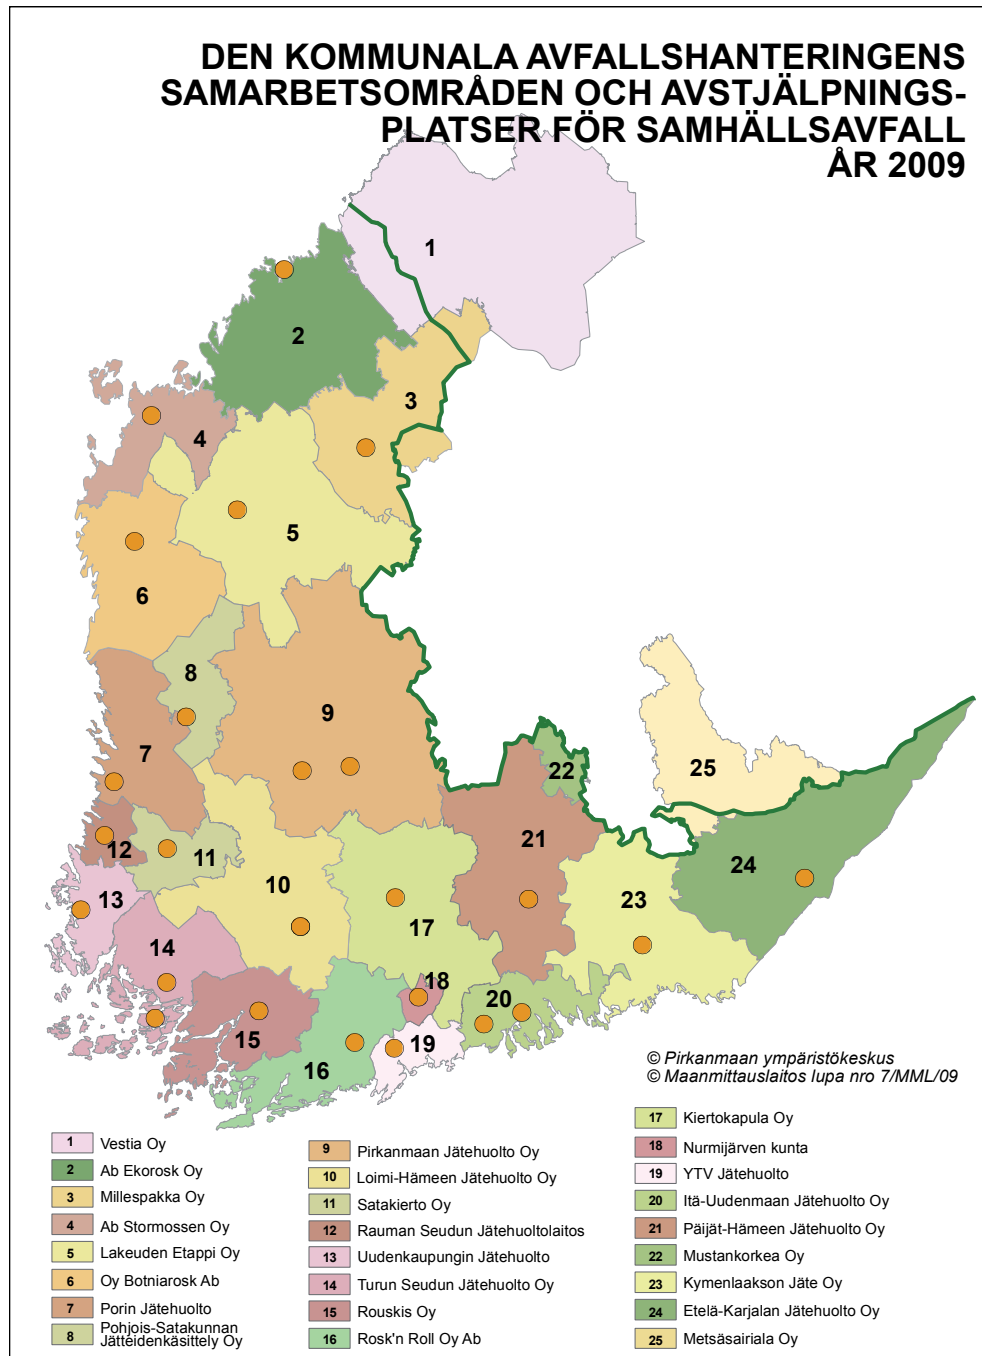 DEN KOMMUNALA AVFALLSHANTERINGENS
SAMARBETSOMRÅDEN OCH AVSTJÄLPNINGS-
PLATSER FÖR SAMHÄLLSAVFALL
ÅR 2009
1
2
3
4
5
6
8
9
7
22
25
21
12
11
24
10
13
23
17
14
18
20
15
19
16
© Pirkanmaan ympäristökeskus
© Maanmittauslaitos lupa nro 7/MML/09
1 Vestia Oy
2 Ab Ekorosk Oy
3 Millespakka Oy
4 Ab Stormossen Oy
5 Lakeuden Etappi Oy
6 Oy Botniarosk Ab
7 Porin Jätehuolto
8 Pohjois-Satakunnan
Jätteidenkäsittely Oy
9 Pirkanmaan Jätehuolto Oy
10 Loimi-Hämeen Jätehuolto Oy
11 Satakierto Oy
12 Rauman Seudun Jätehuoltolaitos
13 Uudenkaupungin Jätehuolto
14 Turun Seudun Jätehuolto Oy
15 Rouskis Oy
16 Rosk'n Roll Oy Ab
17 Kiertokapula Oy
18 Nurmijärven kunta
19 YTV Jätehuolto
20 Itä-Uudenmaan Jätehuolto Oy
21 Päijät-Hämeen Jätehuolto Oy
22 Mustankorkea Oy
23 Kymenlaakson Jäte Oy
24 Etelä-Karjalan Jätehuolto Oy
25 Metsäsairiala Oy